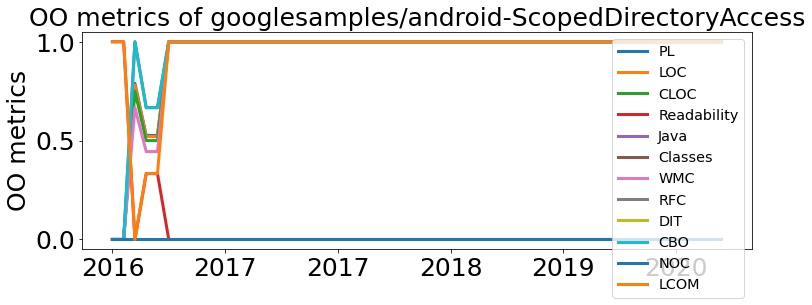 OO metrics of googlesamples/android-ScopedDirectoryAccess
OO metrics
1.0
0.5
0.0
2016
2017
2017
2018
2019
2020
PL
LOC
CLOC
Readability
Java
Classes
WMC
RFC
DIT
CBO
NOC
LCOM